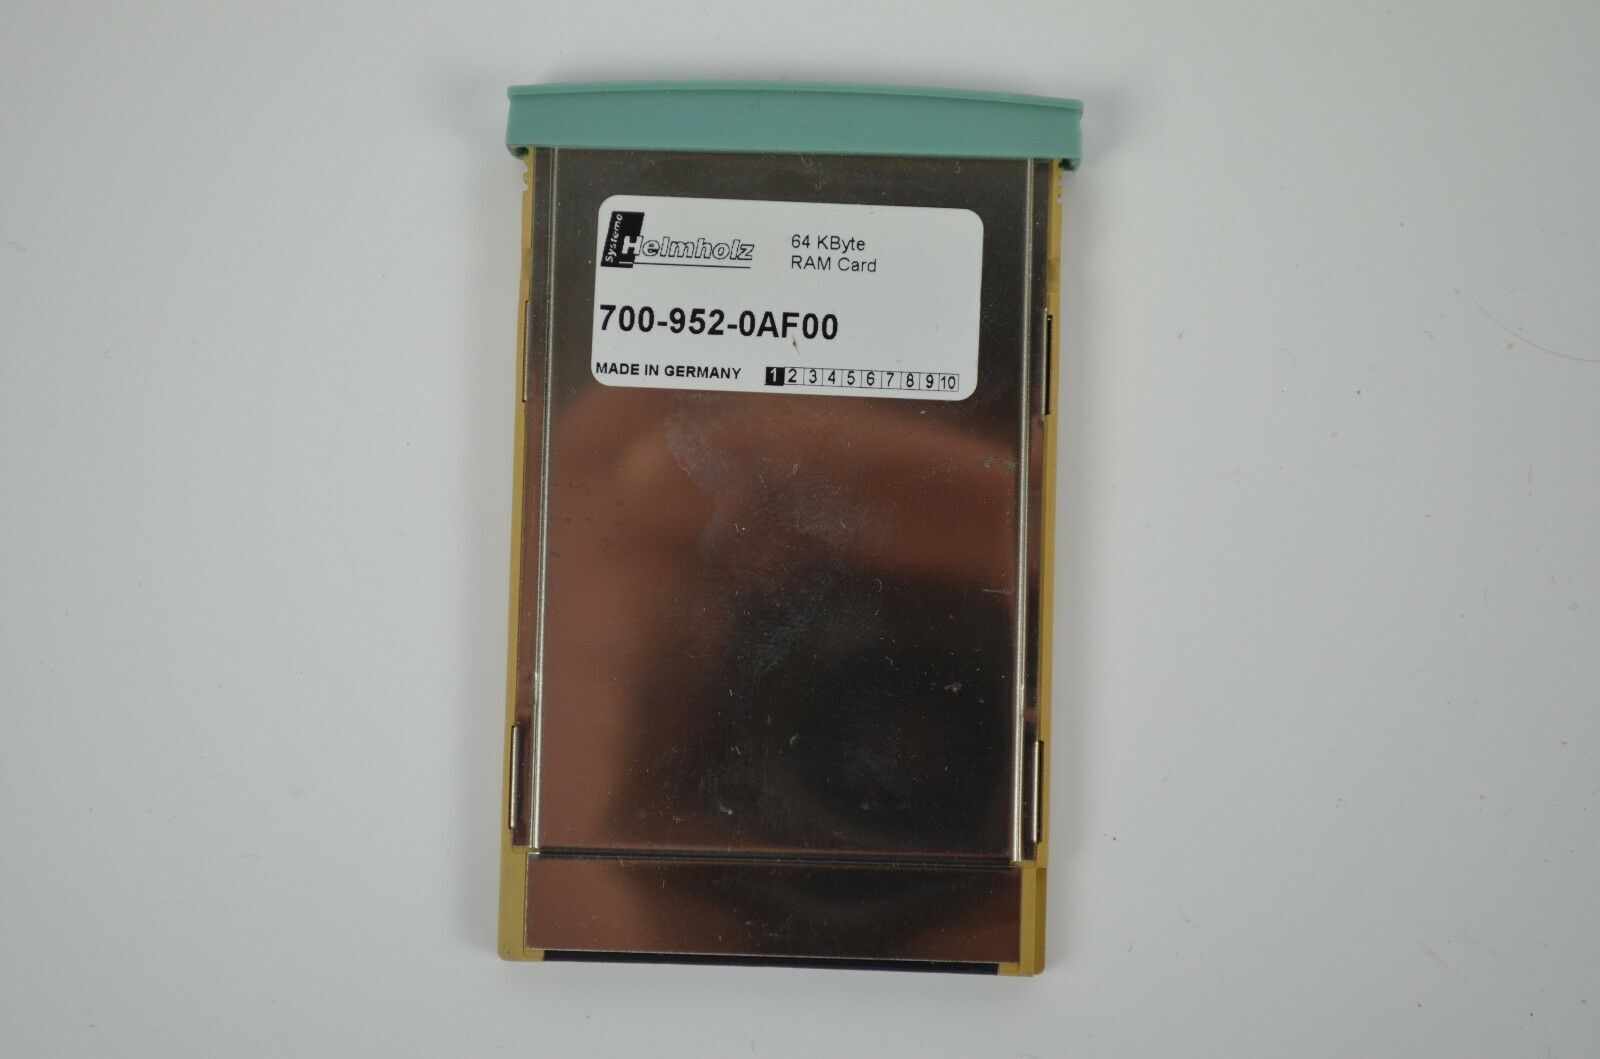 Systeme Helmholz
64 KByte
RAM Card
700-952-0AF00
MADE IN GERMANY 1 2 3 4 5 6 7 8 9 10